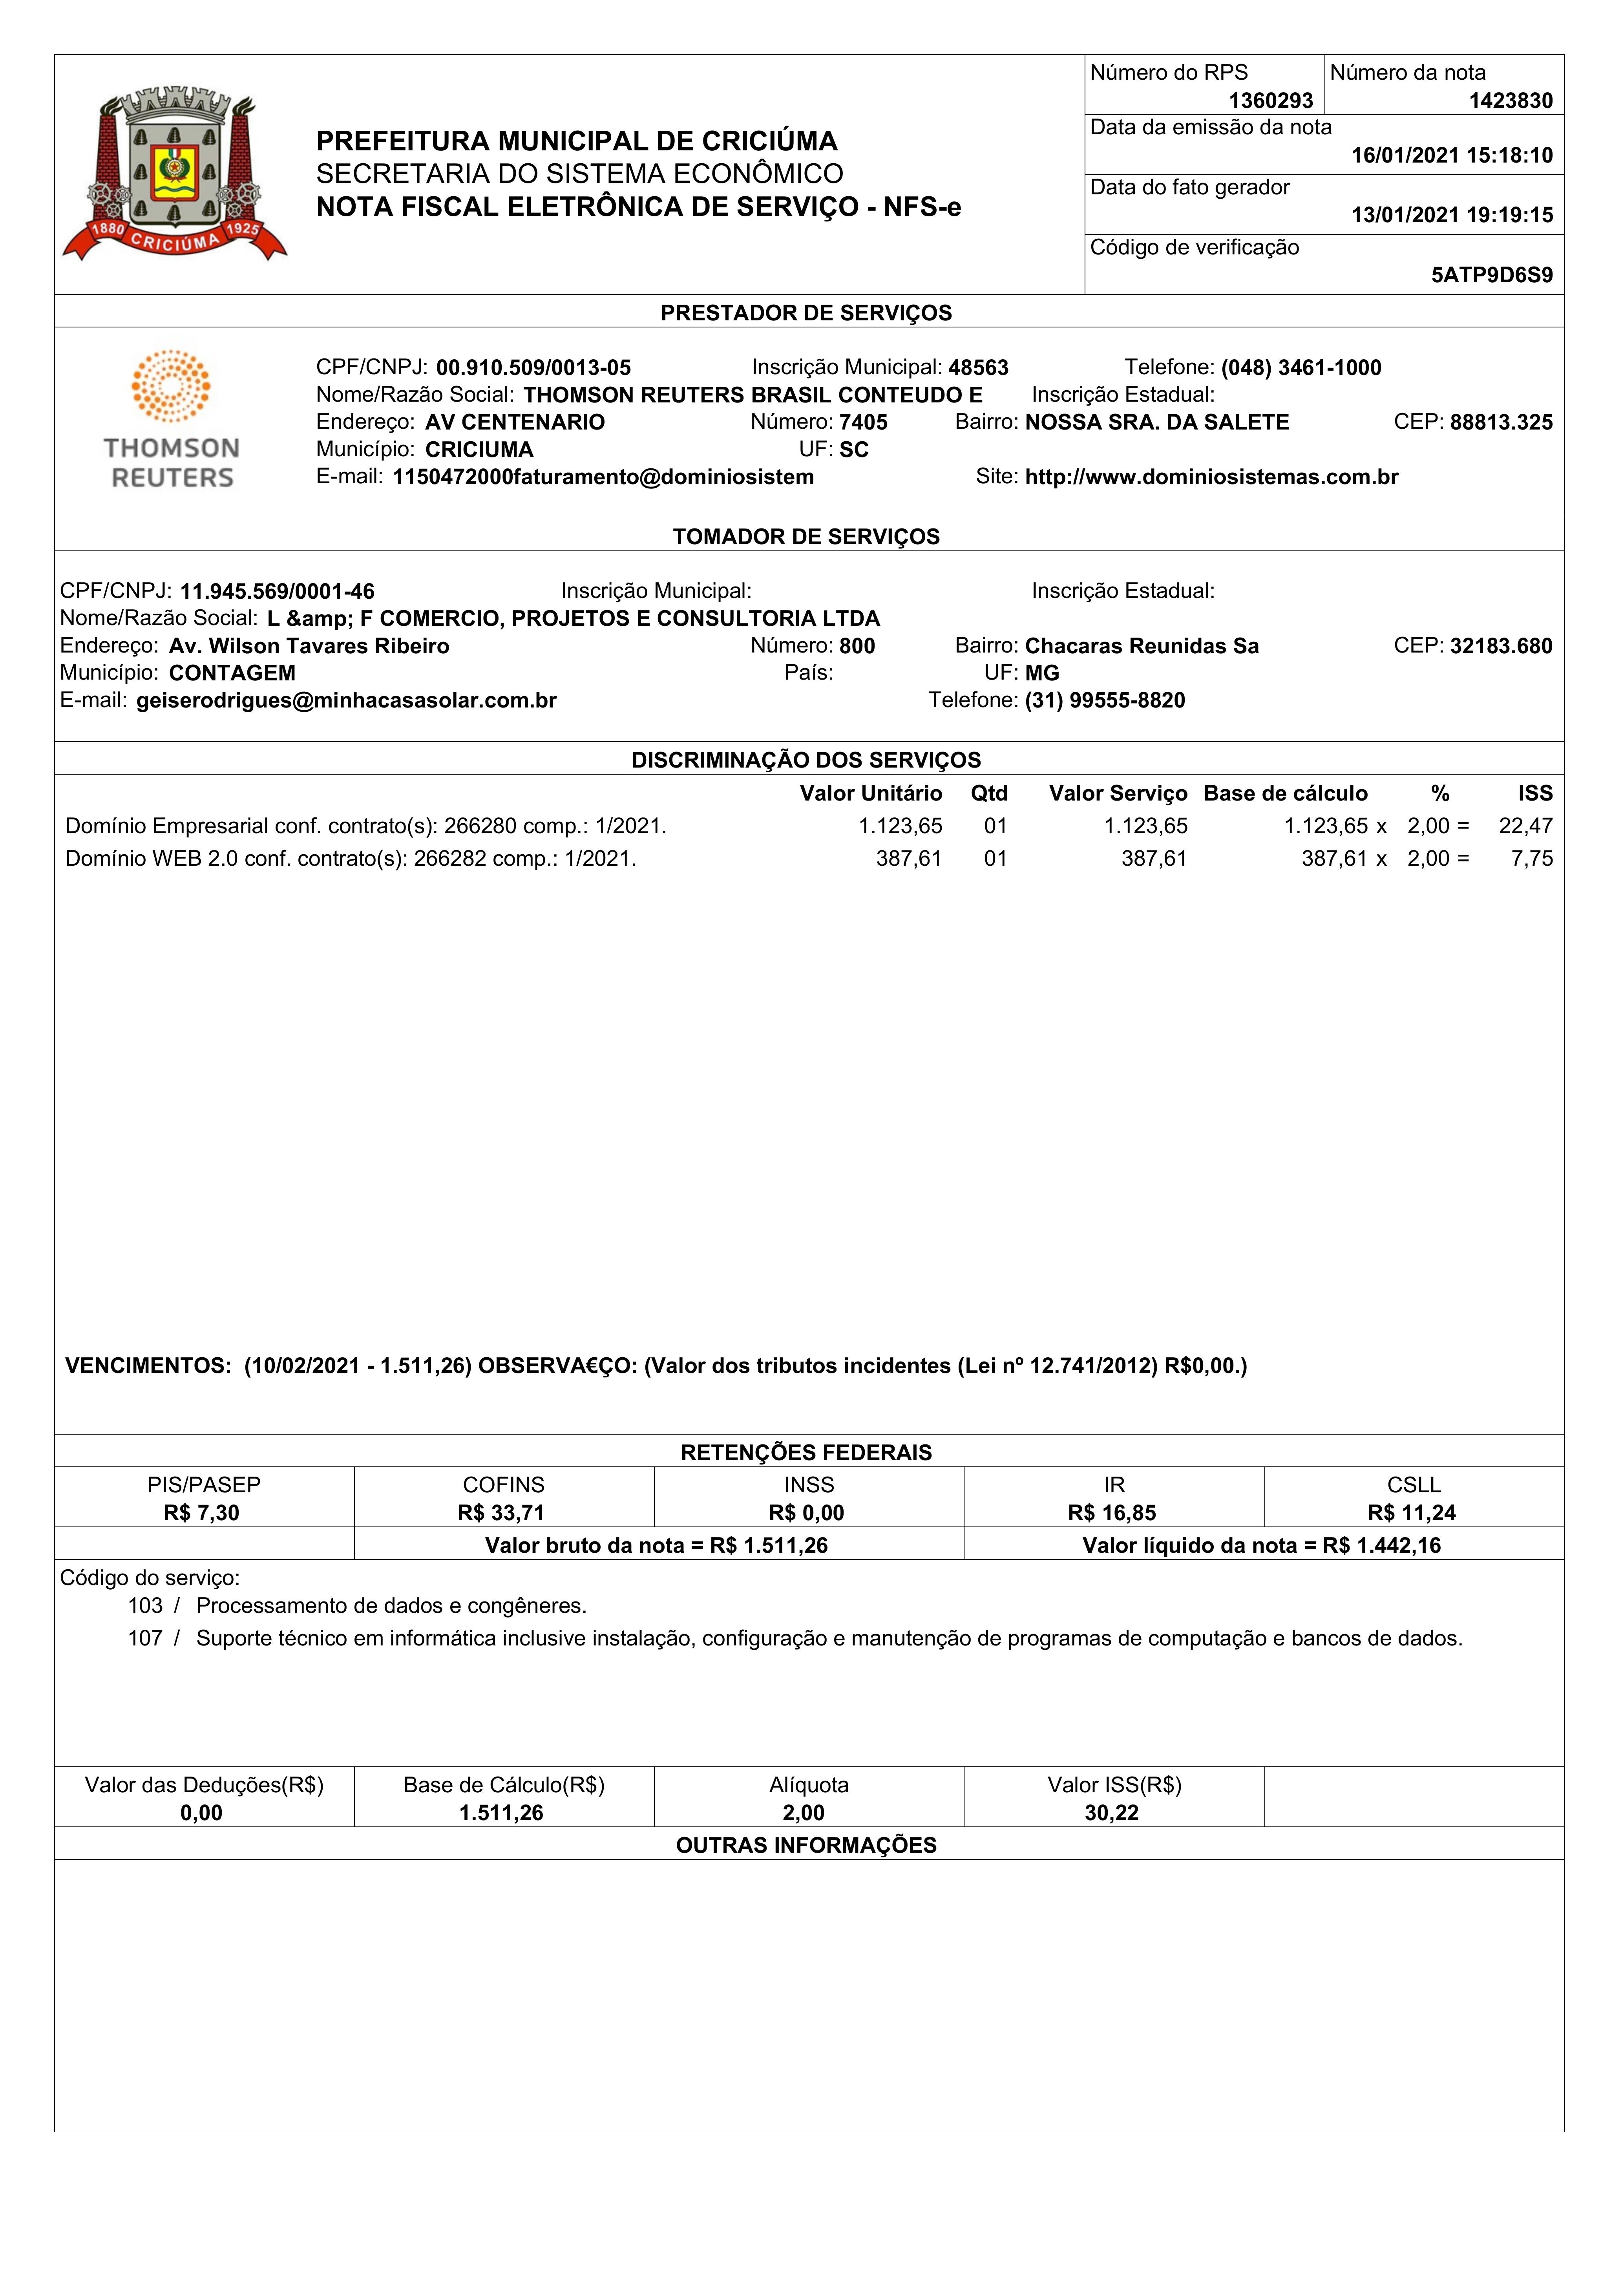 Número do RPS
1360293
Número da nota
1423830
Data da emissão da nota
16/01/2021 15:18:10
Data do fato gerador
13/01/2021 19:19:15
Código de verificação
5ATP9D6S9
1880 CRICIÚMA 1925
PREFEITURA MUNICIPAL DE CRICIÚMA
SECRETARIA DO SISTEMA ECONÔMICO
NOTA FISCAL ELETRÔNICA DE SERVIÇO - NFS-e
PRESTADOR DE SERVIÇOS
THOMSON
REUTERS
CPF/CNPJ: 00.910.509/0013-05 Inscrição Municipal: 48563 Telefone: (048) 3461-1000
Nome/Razão Social: THOMSON REUTERS BRASIL CONTEUDO E Inscrição Estadual:
Endereço: AV CENTENARIO Número: 7405 Bairro: NOSSA SRA. DA SALETE CEP: 88813.325
Município: CRICIUMA UF: SC
E-mail: 1150472000faturamento@dominiosistem Site: http://www.dominiosistemas.com.br
TOMADOR DE SERVIÇOS
CPF/CNPJ: 11.945.569/0001-46 Inscrição Municipal: Inscrição Estadual:
Nome/Razão Social: L &amp; F COMERCIO, PROJETOS E CONSULTORIA LTDA
Endereço: Av. Wilson Tavares Ribeiro Número: 800 Bairro: Chacaras Reunidas Sa CEP: 32183.680
Município: CONTAGEM País: UF: MG
E-mail: geiserodrigues@minhacasasolar.com.br Telefone: (31) 99555-8820
DISCRIMINAÇÃO DOS SERVIÇOS
Valor Unitário Qtd Valor Serviço Base de cálculo % ISS
Domínio Empresarial conf. contrato(s): 266280 comp.: 1/2021. 1.123,65 01 1.123,65 1.123,65 x 2,00 = 22,47
Domínio WEB 2.0 conf. contrato(s): 266282 comp.: 1/2021. 387,61 01 387,61 387,61 x 2,00 = 7,75
VENCIMENTOS: (10/02/2021 - 1.511,26) OBSERVA€ÇO: (Valor dos tributos incidentes (Lei nº 12.741/2012) R$0,00.)
RETENÇÕES FEDERAIS
PIS/PASEP COFINS INSS IR CSLL
R$ 7,30 R$ 33,71 R$ 0,00 R$ 16,85 R$ 11,24
Valor bruto da nota = R$ 1.511,26 Valor líquido da nota = R$ 1.442,16
Código do serviço:
103 / Processamento de dados e congêneres.
107 / Suporte técnico em informática inclusive instalação, configuração e manutenção de programas de computação e bancos de dados.
Valor das Deduções(R$) Base de Cálculo(R$) Alíquota Valor ISS(R$)
0,00 1.511,26 2,00 30,22
OUTRAS INFORMAÇÕES